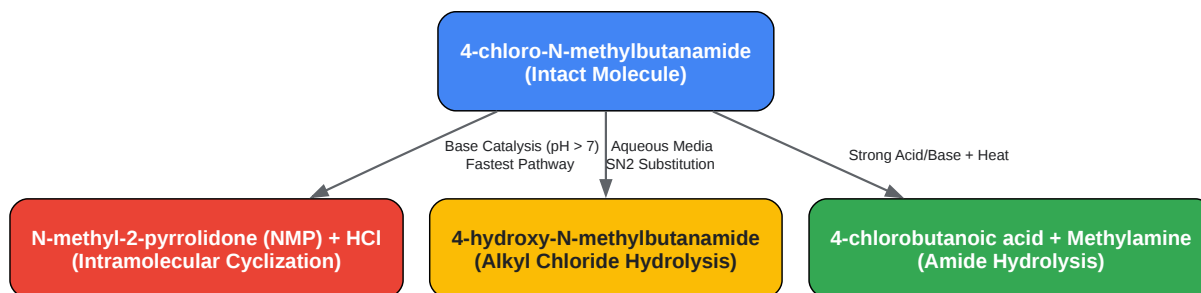 4-chloro-N-methylbutanamide
(Intact Molecule)
Base Catalysis (pH > 7)
Fastest Pathway
Aqueous Media
SN2 Substitution
Strong Acid/Base + Heat
N-methyl-2-pyrrolidone (NMP) + HCl
(Intramolecular Cyclization)
4-hydroxy-N-methylbutanamide
(Alkyl Chloride Hydrolysis)
4-chlorobutanoic acid + Methylamine
(Amide Hydrolysis)